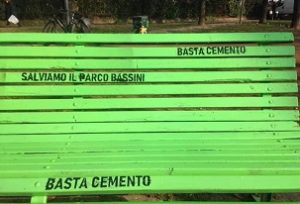 BASTA CEMENTO
SALVIAMO IL PARCO BASSINI
BASTA CEMENTO